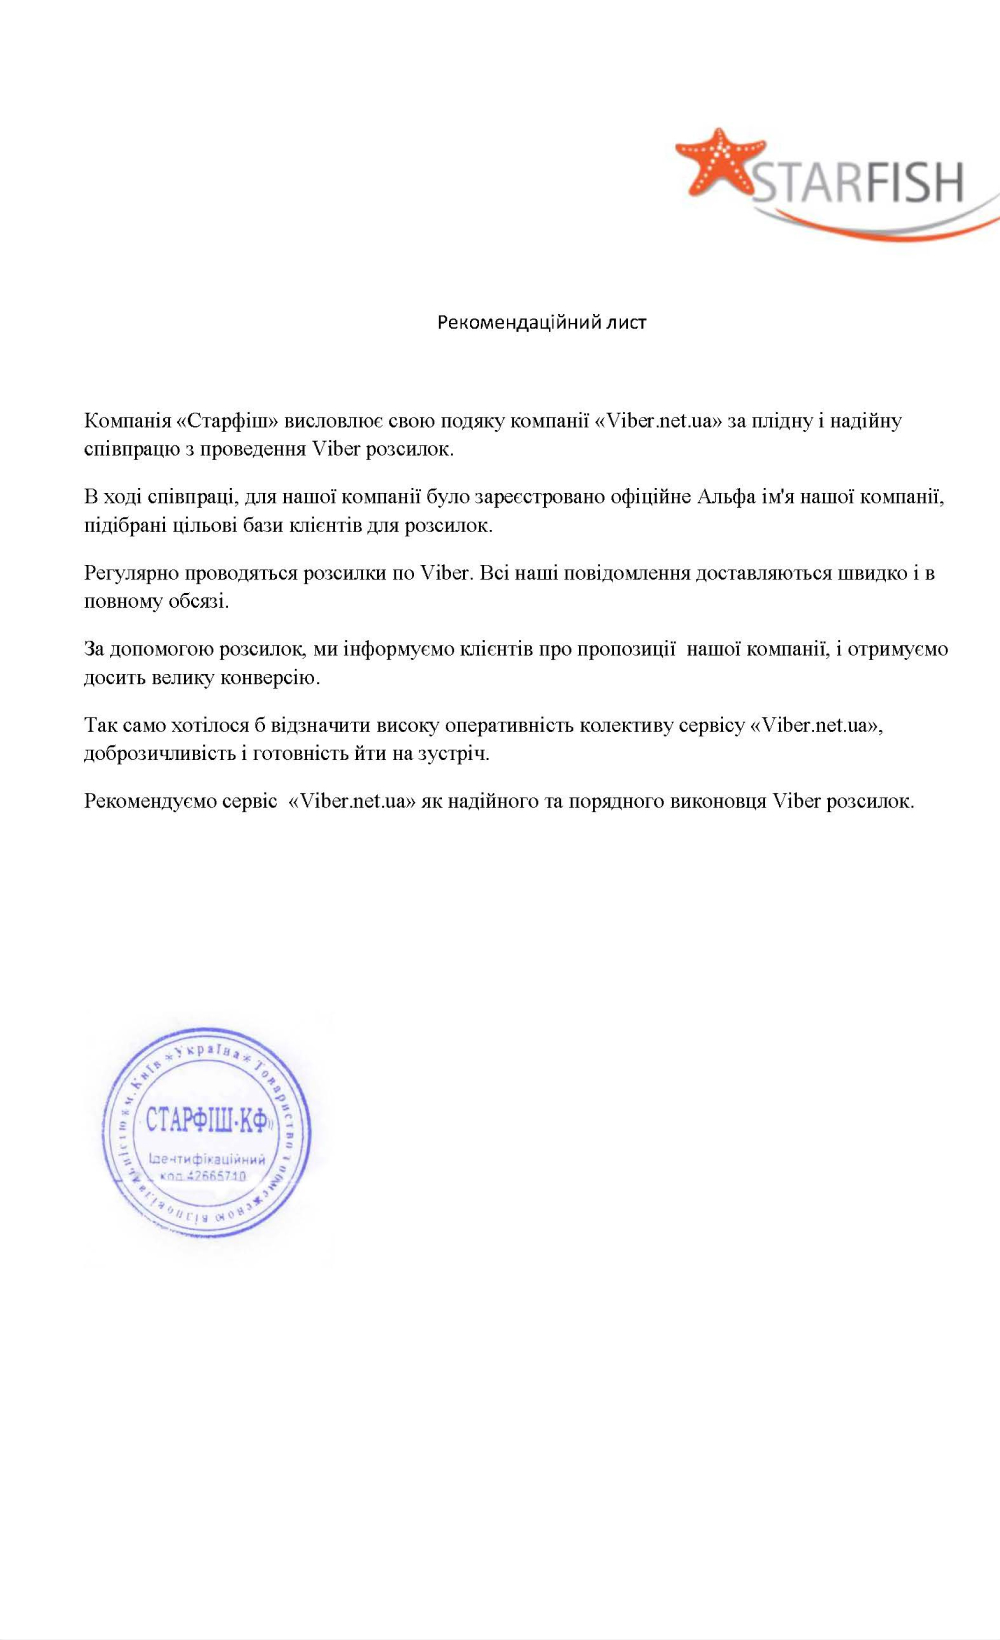 STARFISH
Рекомендаційний лист
Компанія «Старфіш» висловлює свою подяку компанії «Viber.net.ua» за плідну і надійну
співпрацю з проведення Viber розсилок.
В ході співпраці, для нашої компанії було зареєстровано офіційне Альфа ім'я нашої компанії,
підібрані цільові бази клієнтів для розсилок.
Регулярно проводяться розсилки по Viber. Всі наші повідомлення доставляються швидко і в
повному обсязі.
За допомогою розсилок, ми інформуємо клієнтів про пропозиції нашої компанії, і отримуємо
досить велику конверсію.
Так само хотілося б відзначити високу оперативність колективу сервісу «Viber.net.ua»,
доброзичливість і готовність йти на зустріч.
Рекомендуємо сервіс «Viber.net.ua» як надійного та порядного виконовця Viber розсилок.
м. Київ * Україна * Товариство з обмеженою відповідальністю
СТАРФІШ-КФ
Ідентифікаційний
код 42665710